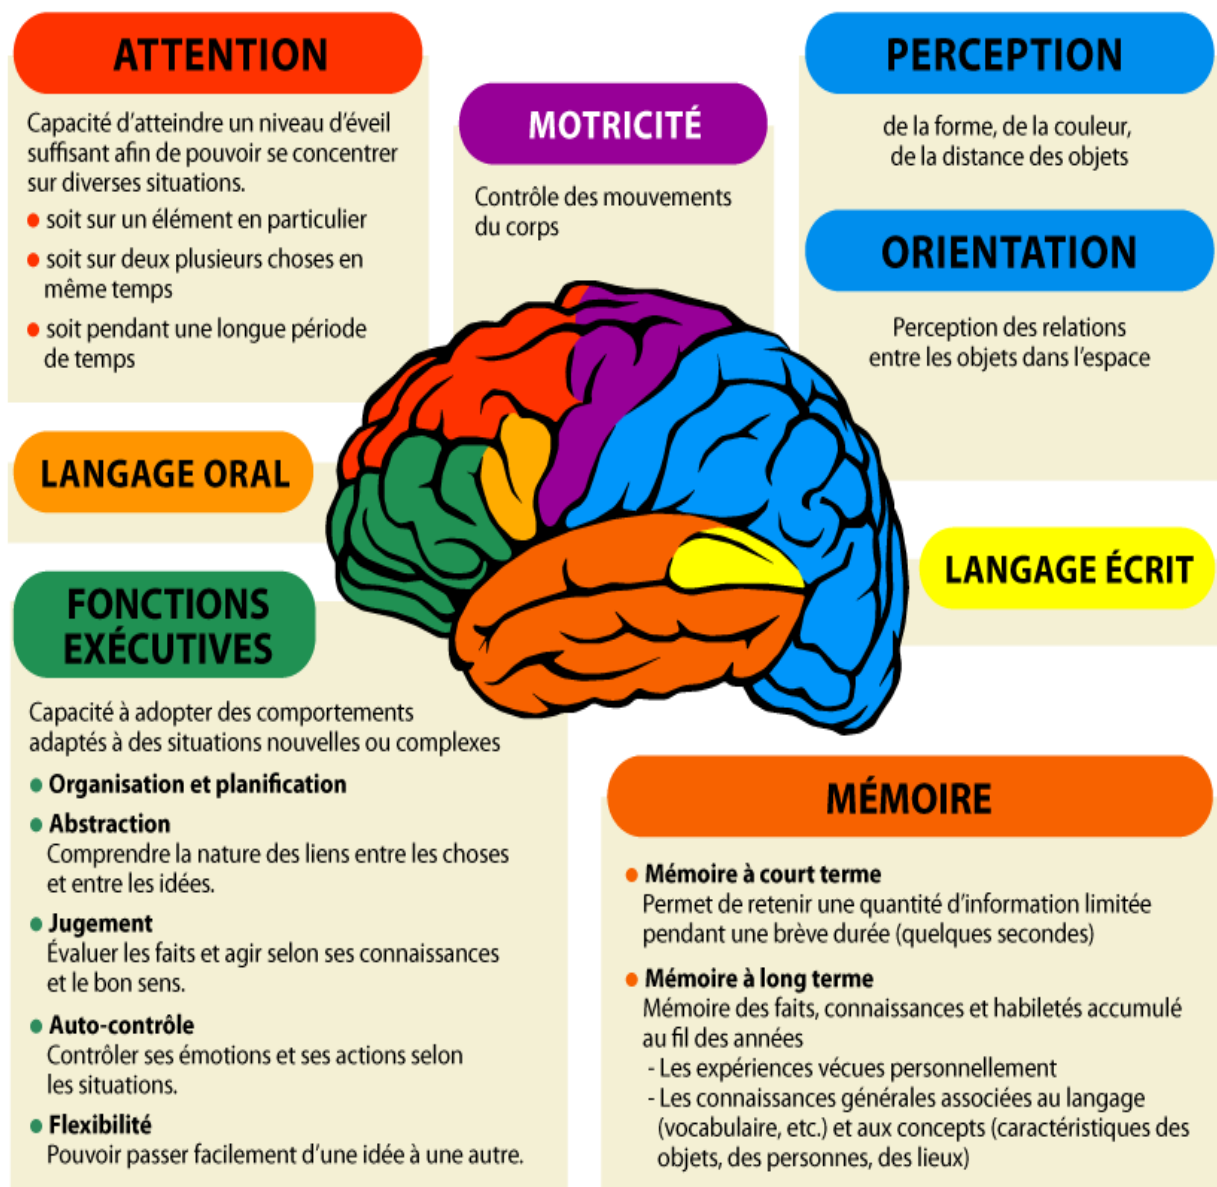 ATTENTION
Capacité d'atteindre un niveau d'éveil
suffisant afin de pouvoir se concentrer
sur diverses situations.
• soit sur un élément en particulier
• soit sur deux plusieurs choses en
même temps
• soit pendant une longue période
de temps
MOTRICITÉ
Contrôle des mouvements
du corps
PERCEPTION
de la forme, de la couleur,
de la distance des objets
ORIENTATION
Perception des relations
entre les objets dans l'espace
LANGAGE ORAL
LANGAGE ÉCRIT
FONCTIONS
EXÉCUTIVES
Capacité à adopter des comportements
adaptés à des situations nouvelles ou complexes
• Organisation et planification
• Abstraction
Comprendre la nature des liens entre les choses
et entre les idées.
• Jugement
Évaluer les faits et agir selon ses connaissances
et le bon sens.
• Auto-contrôle
Contrôler ses émotions et ses actions selon
les situations.
• Flexibilité
Pouvoir passer facilement d'une idée à une autre.
MÉMOIRE
• Mémoire à court terme
Permet de retenir une quantité d'information limitée
pendant une brève durée (quelques secondes)
• Mémoire à long terme
Mémoire des faits, connaissances et habiletés accumulé
au fil des années
- Les expériences vécues personnellement
- Les connaissances générales associées au langage
(vocabulaire, etc.) et aux concepts (caractéristiques des
objets, des personnes, des lieux)